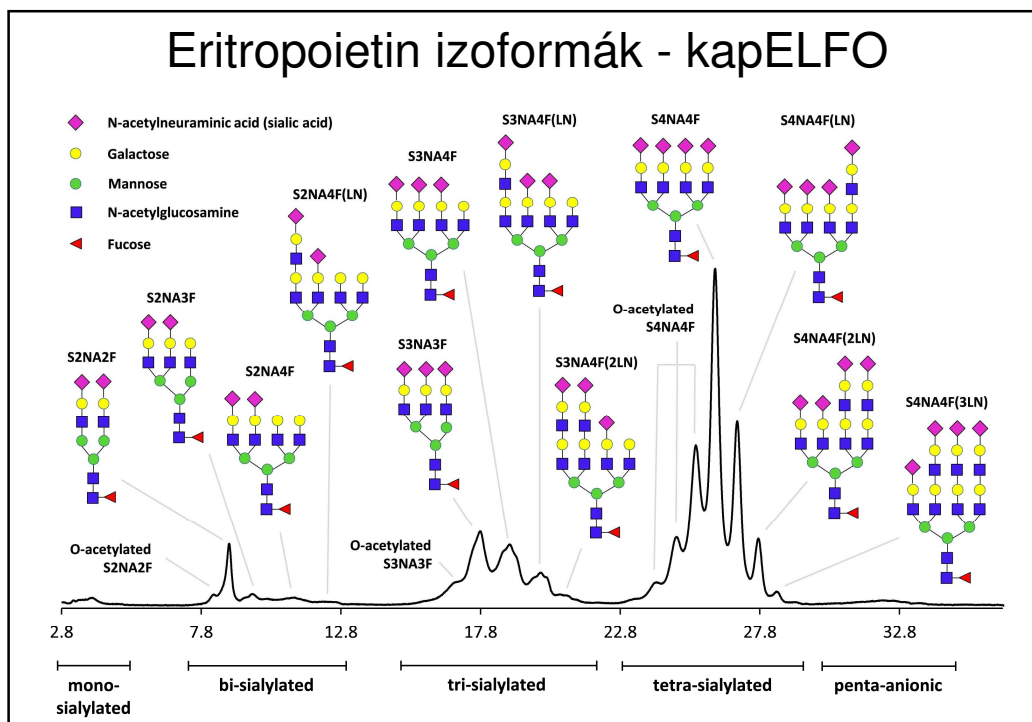 Eritropoietin izoformák - kapELFO
N-acetylneuraminic acid (sialic acid)
Galactose
Mannose
N-acetylglucosamine
Fucose
S2NA2F
S2NA3F
S2NA4F
S2NA4F(LN)
S3NA4F
S3NA3F
S3NA4F(LN)
S3NA4F(2LN)
S4NA4F
S4NA4F(LN)
S4NA4F(2LN)
S4NA4F(3LN)
O-acetylated
S2NA2F
O-acetylated
S3NA3F
O-acetylated
S4NA4F
2.8
7.8
12.8
17.8
22.8
27.8
32.8
mono-
sialylated
bi-sialylated
tri-sialylated
tetra-sialylated
penta-anionic